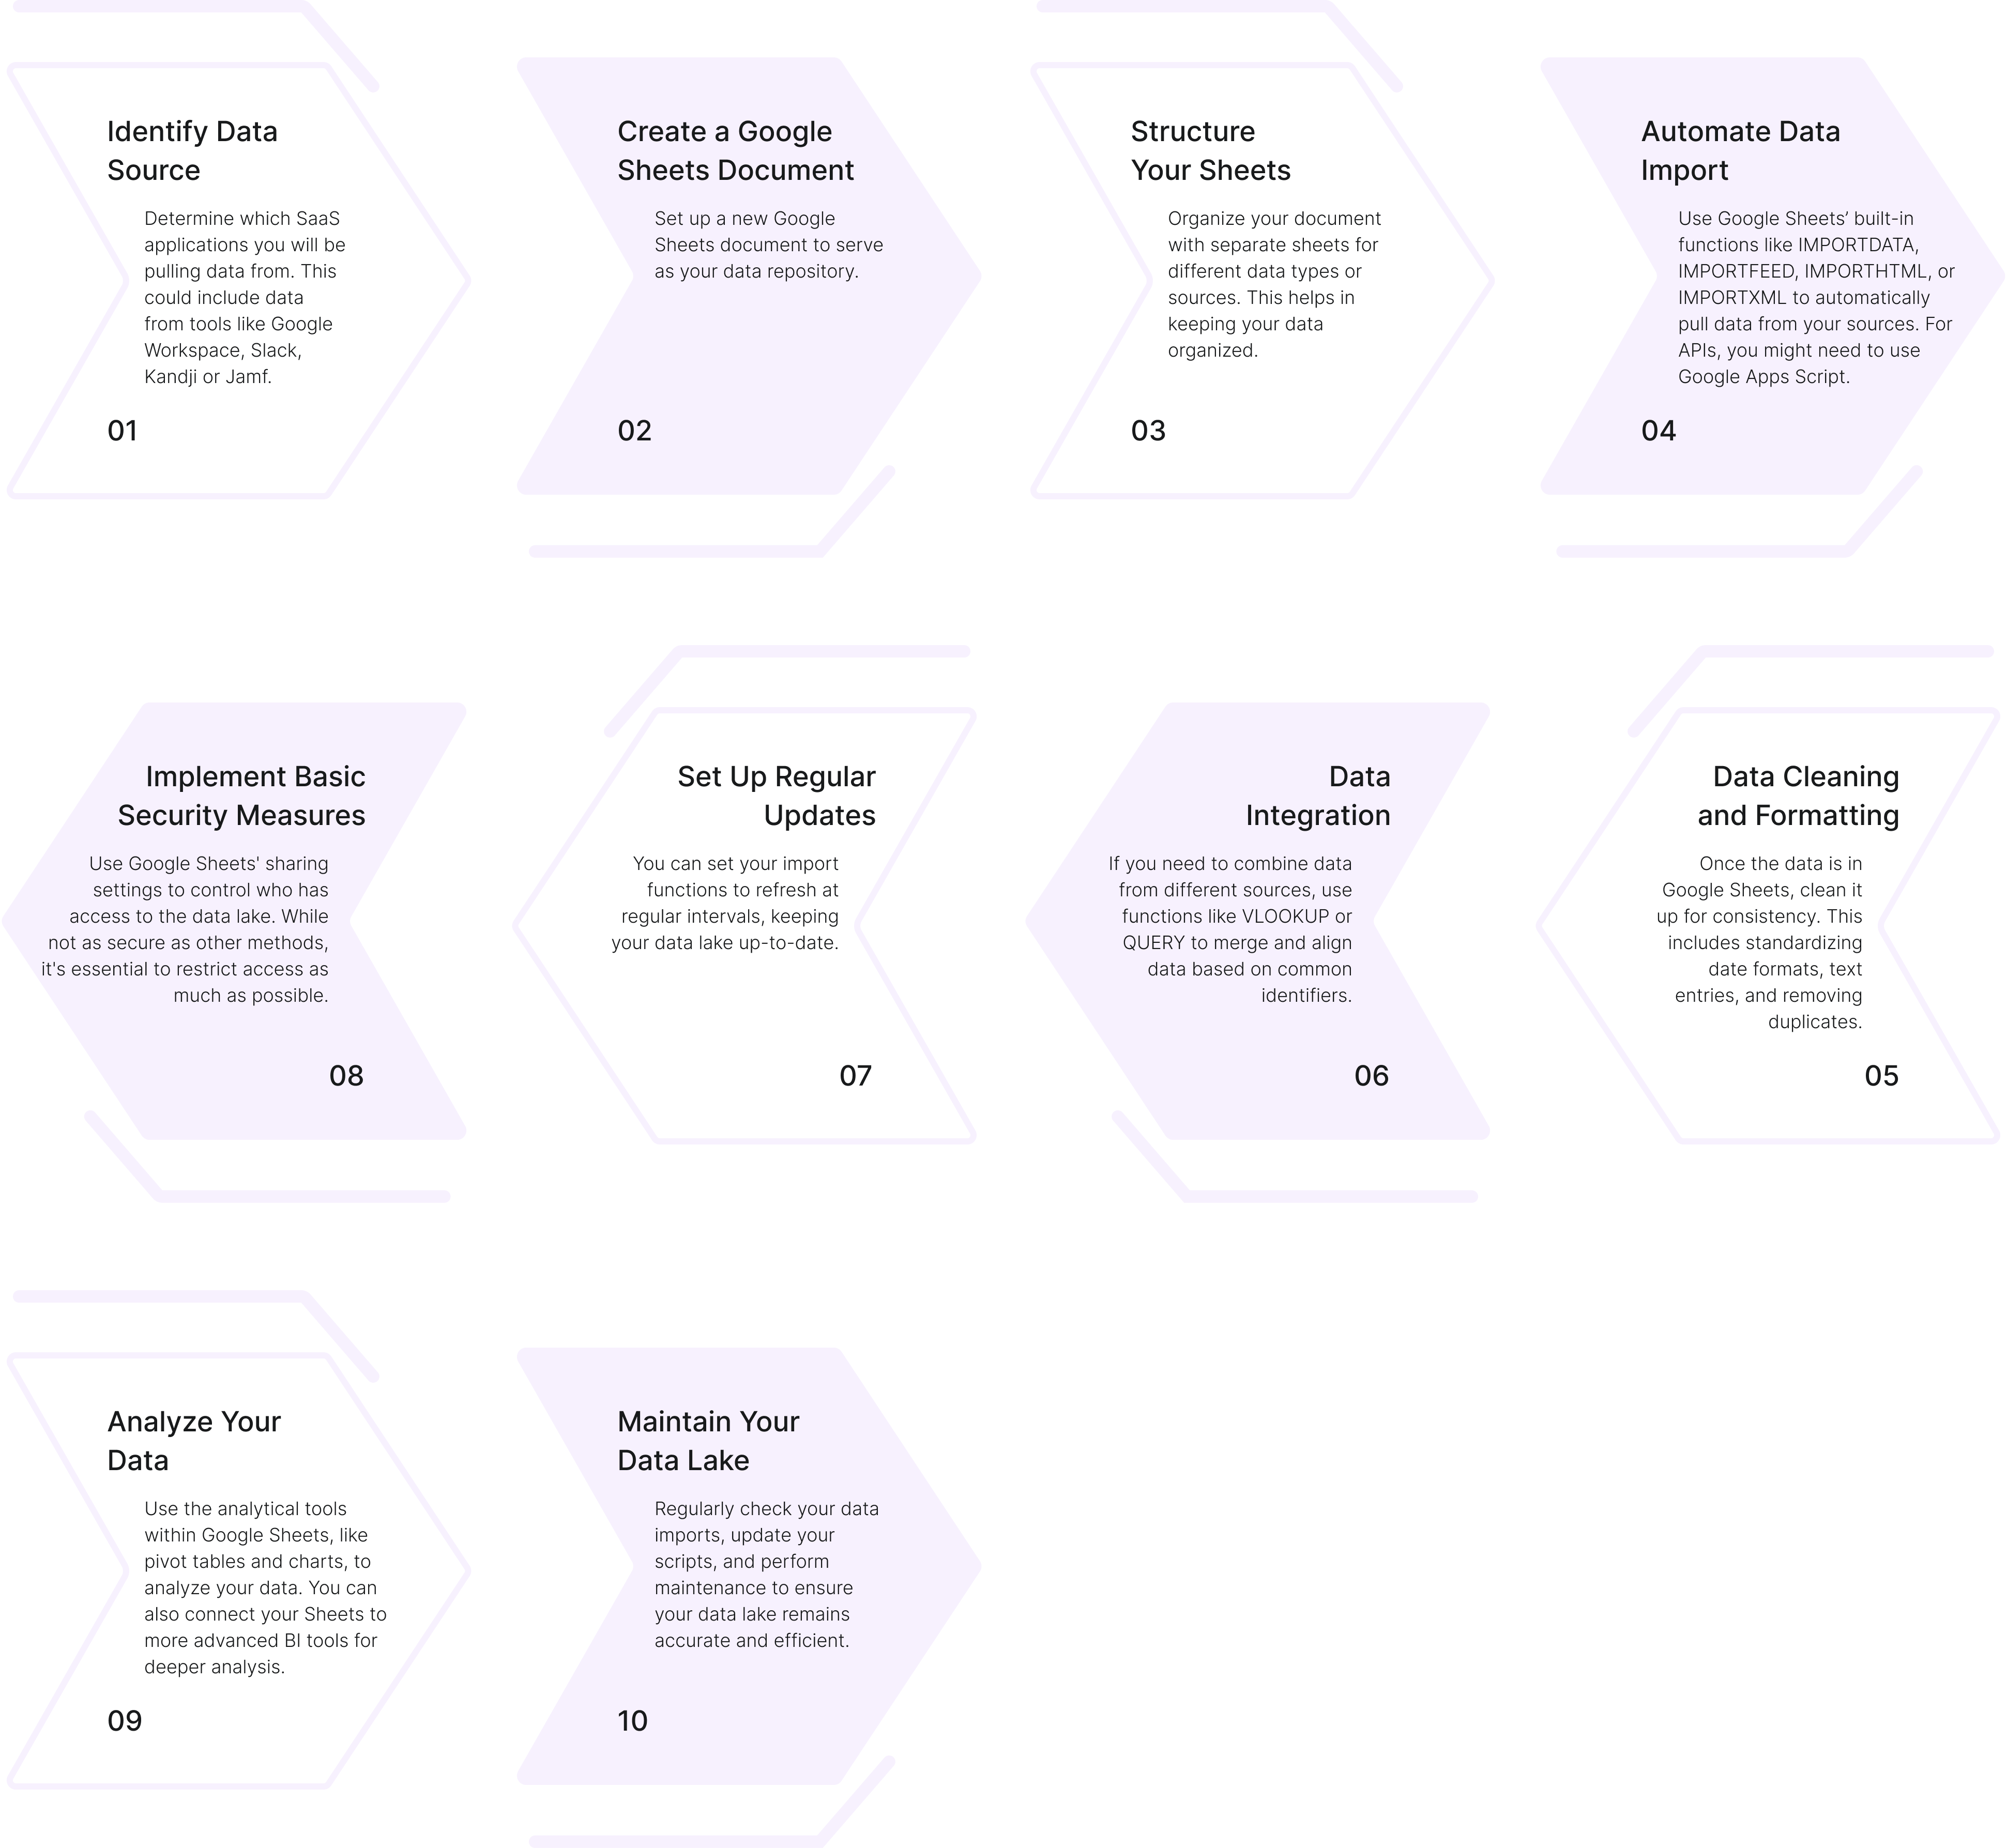 Identify Data
Source
Determine which SaaS
applications you will be
pulling data from. This
could include data
from tools like Google
Workspace, Slack,
Kandji or Jamf.
01
Create a Google
Sheets Document
Set up a new Google
Sheets document to serve
as your data repository.
02
Structure
Your Sheets
Organize your document
with separate sheets for
different data types or
sources. This helps in
keeping your data
organized.
03
Automate Data
Import
Use Google Sheets’ built-in
functions like IMPORTDATA,
IMPORTFEED, IMPORTHTML, or
IMPORTXML to automatically
pull data from your sources. For
APIs, you might need to use
Google Apps Script.
04
Data Cleaning
and Formatting
Once the data is in
Google Sheets, clean it
up for consistency. This
includes standardizing
date formats, text
entries, and removing
duplicates.
05
Data
Integration
If you need to combine data
from different sources, use
functions like VLOOKUP or
QUERY to merge and align
data based on common
identifiers.
06
Set Up Regular
Updates
You can set your import
functions to refresh at
regular intervals, keeping
your data lake up-to-date.
07
Implement Basic
Security Measures
Use Google Sheets' sharing
settings to control who has
access to the data lake. While
not as secure as other methods,
it's essential to restrict access as
much as possible.
08
Analyze Your
Data
Use the analytical tools
within Google Sheets, like
pivot tables and charts, to
analyze your data. You can
also connect your Sheets to
more advanced BI tools for
deeper analysis.
09
Maintain Your
Data Lake
Regularly check your data
imports, update your
scripts, and perform
maintenance to ensure
your data lake remains
accurate and efficient.
10